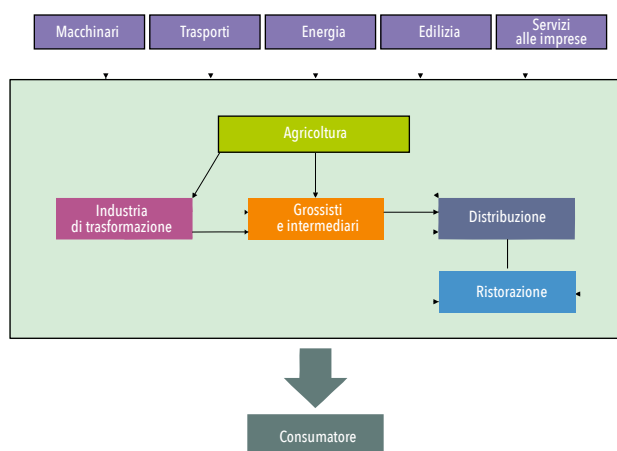 Macchinari
Trasporti
Energia
Edilizia
Servizi
alle imprese
Agricoltura
Industria
di trasformazione
Grossisti
e intermediari
Distribuzione
Ristorazione
Consumatore